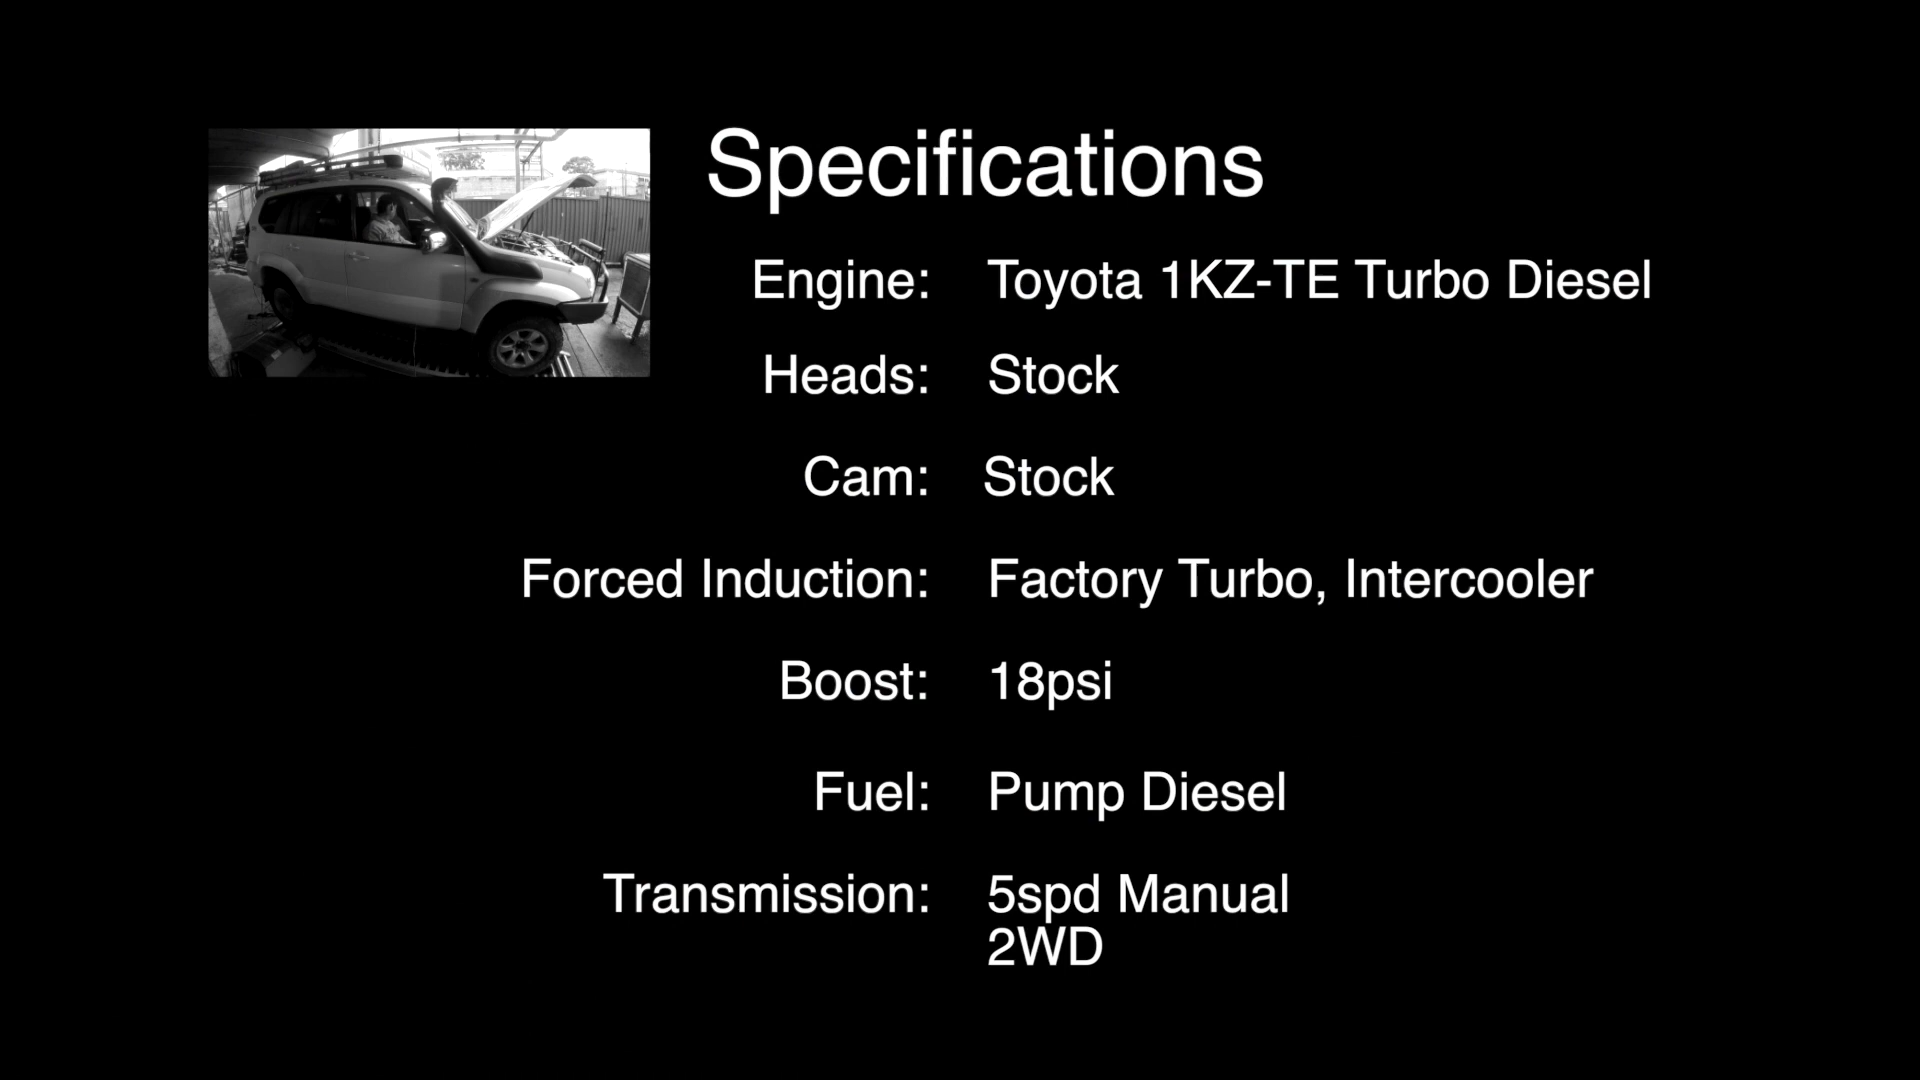 Specifications
Engine: Toyota 1KZ-TE Turbo Diesel
Heads: Stock
Cam: Stock
Forced Induction: Factory Turbo, Intercooler
Boost: 18psi
Fuel: Pump Diesel
Transmission: 5spd Manual
2WD